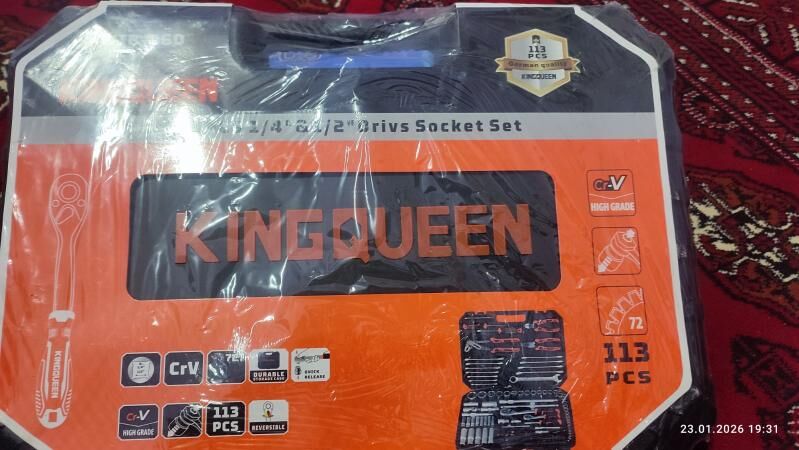 113
PCS
German quality
KINGQUEEN
1/4"&1/2" Drivs Socket Set
Cr-V
HIGH GRADE
KINGQUEEN
72
113
PCS
KINGQUEEN
CrV
72T
DURABLE
STORAGE CASE
QUICK
RELEASE
Cr-V
HIGH GRADE
113
PCS
REVERSIBLE
23.01.2026 19:31